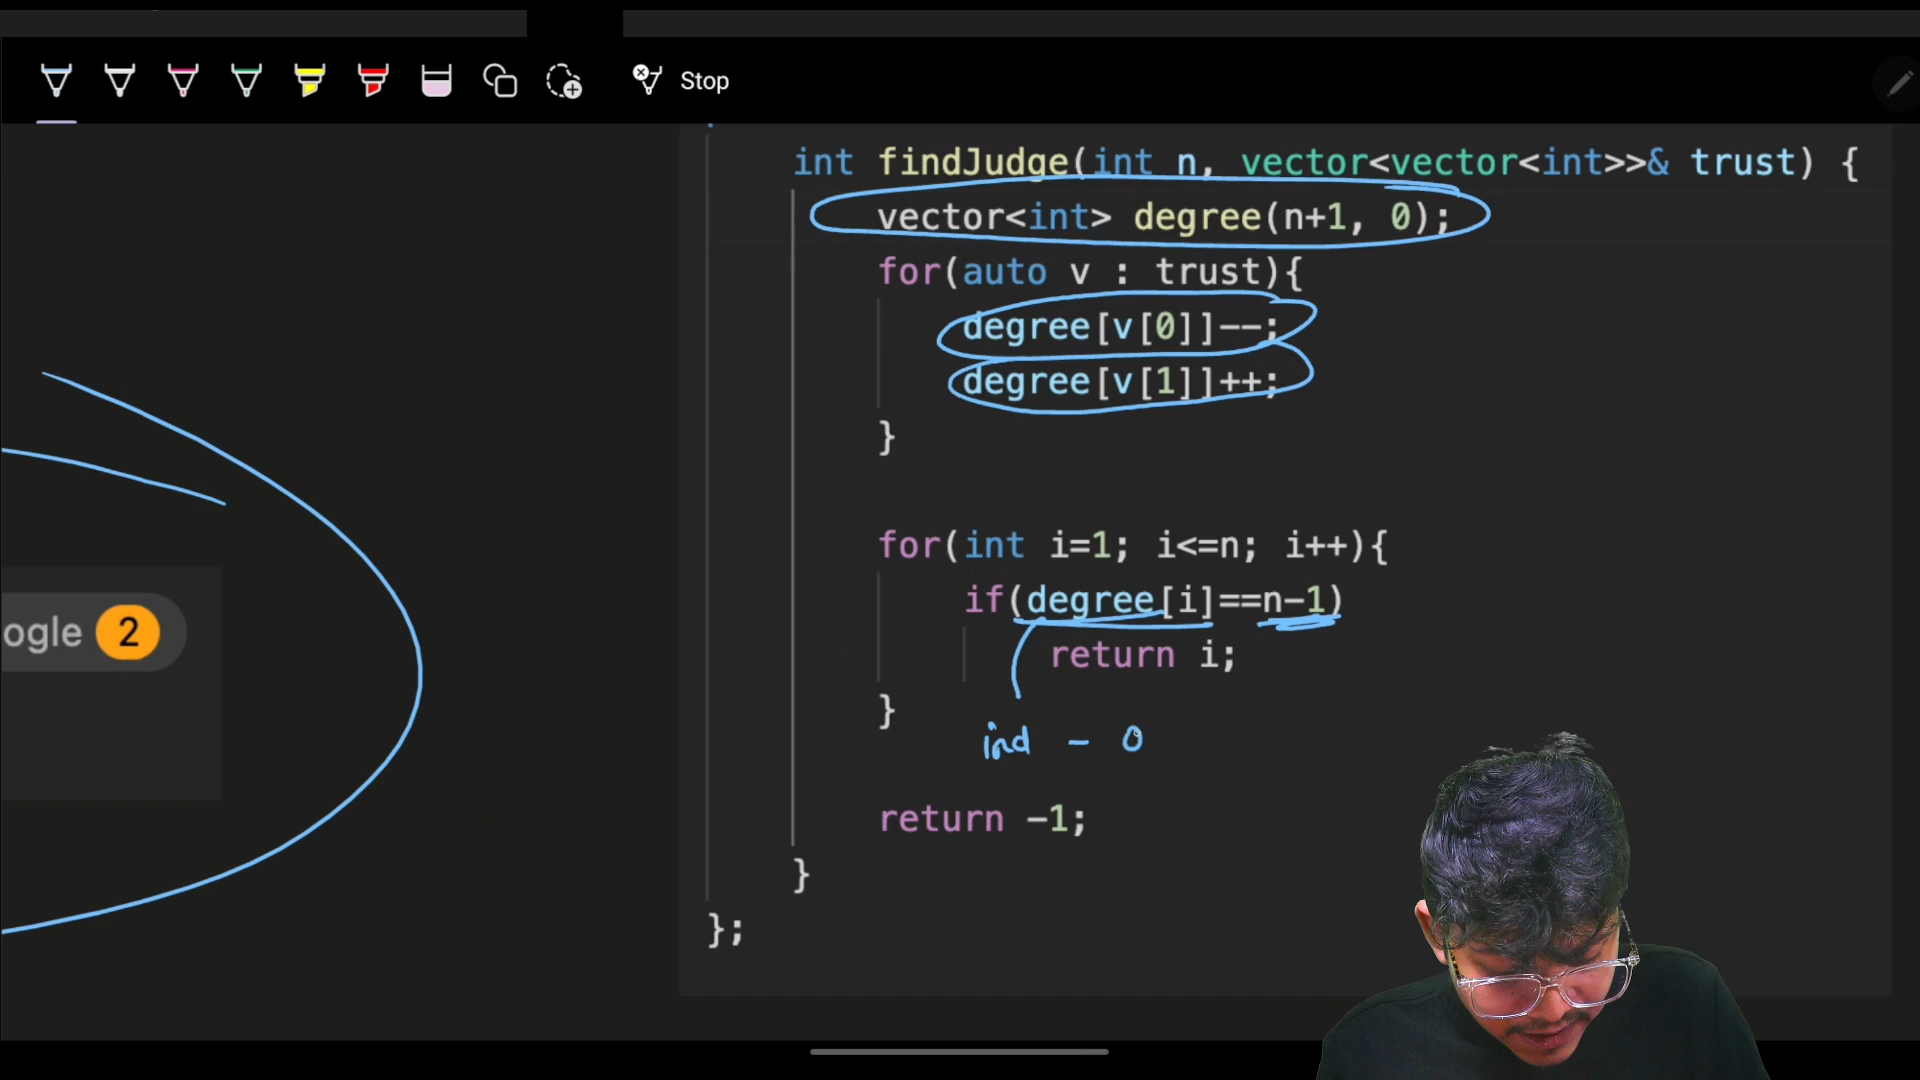 Stop
int findJudge(int n, vector<vector<int>>& trust) {
vector<int> degree(n+1, 0);
for(auto v : trust){
degree[v[0]]--;
degree[v[1]]++;
}
for(int i=1; i<=n; i++){
if(degree[i]==n-1)
return i;
}
ind - 0
return -1;
}
};
ogle 2